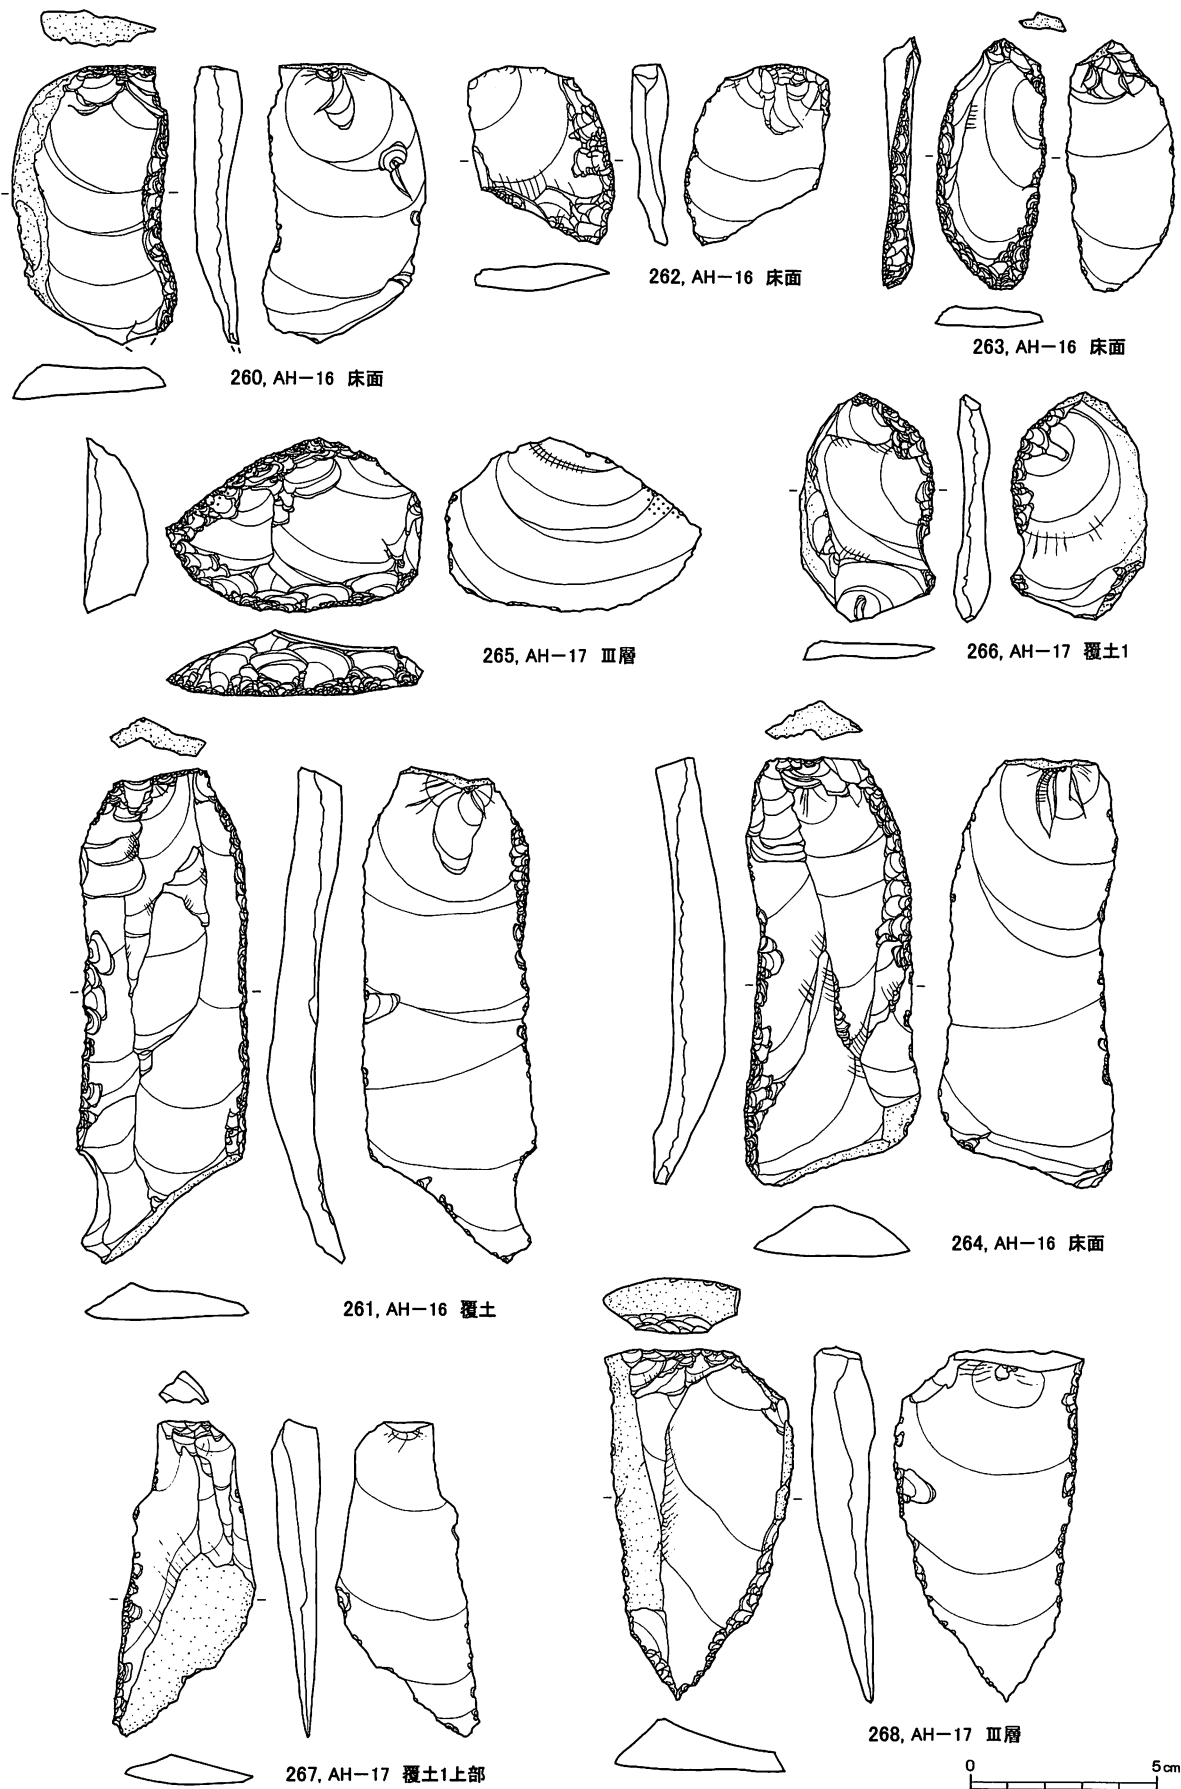 262, AH－16 床面
263, AH－16 床面
260, AH－16 床面
265, AH－17 Ⅲ層
266, AH－17 覆土1
264, AH－16 床面
261, AH－16 覆土
268, AH－17 Ⅲ層
267, AH－17 覆土1上部
0 5cm